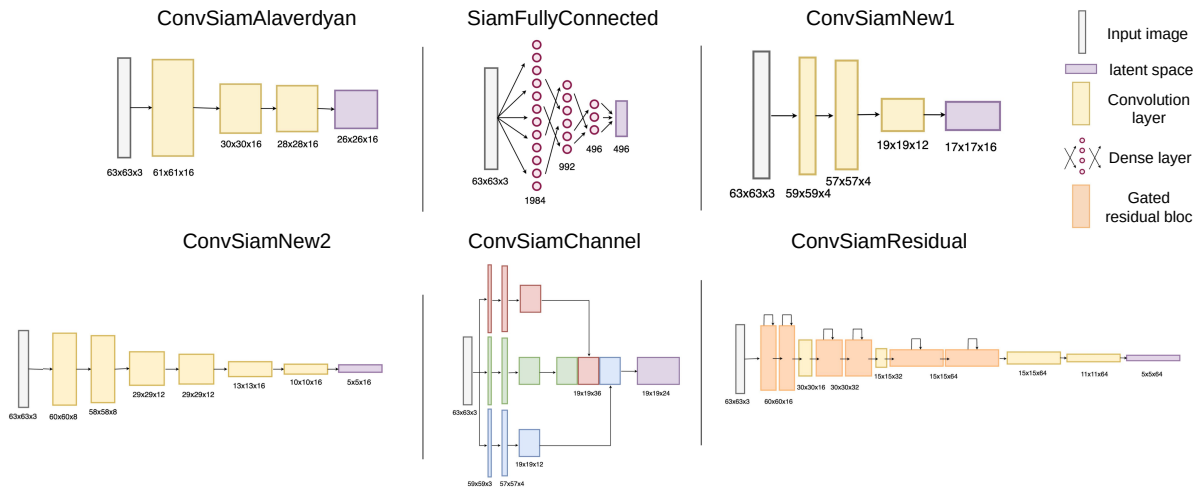 ConvSiamAlaverdyan
63x63x3
61x61x16
30x30x16
28x28x16
26x26x16
SiamFullyConnected
63x63x3
1984
992
496
496
ConvSiamNew1
63x63x3
59x59x4
57x57x4
19x19x12
17x17x16
Input image
latent space
Convolution
layer
Dense layer
Gated
residual bloc
ConvSiamNew2
63x63x3
60x60x8
58x58x8
29x29x12
29x29x12
13x13x16
10x10x16
5x5x16
ConvSiamChannel
63x63x3
59x59x3
57x57x4
19x19x12
19x19x36
19x19x24
ConvSiamResidual
63x63x3
60x60x16
30x30x16
30x30x32
15x15x32
15x15x64
15x15x64
11x11x64
5x5x64